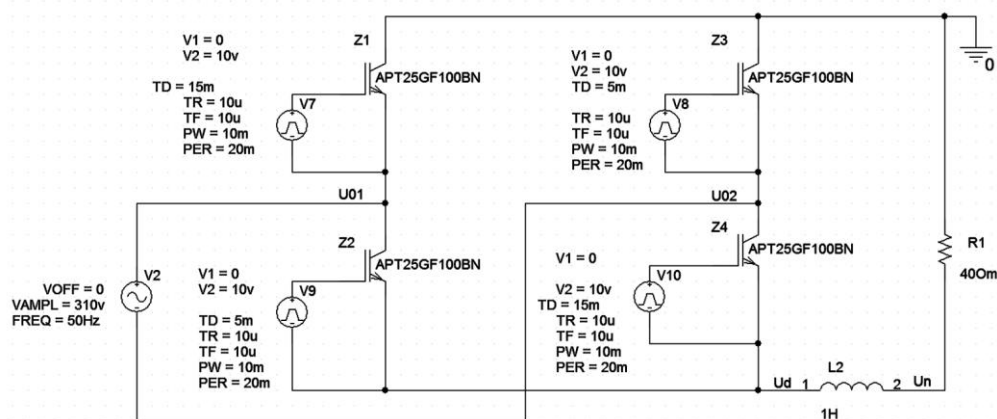 Z1
V1 = 0
V2 = 10v
APT25GF100BN
TD = 15m
TR = 10u
TF = 10u
PW = 10m
PER = 20m
V7
Z3
V1 = 0
V2 = 10v
TD = 5m
APT25GF100BN
TR = 10u
TF = 10u
PW = 10m
PER = 20m
V8
0
U01
U02
V2
VOFF = 0
VAMPL = 310v
FREQ = 50Hz
Z2
V1 = 0
V2 = 10v
APT25GF100BN
V9
TD = 5m
TR = 10u
TF = 10u
PW = 10m
PER = 20m
Z4
V1 = 0
APT25GF100BN
V10
V2 = 10v
TD = 15m
TR = 10u
TF = 10u
PW = 10m
PER = 20m
R1
40Om
L2
Ud 1 2 Un
1H